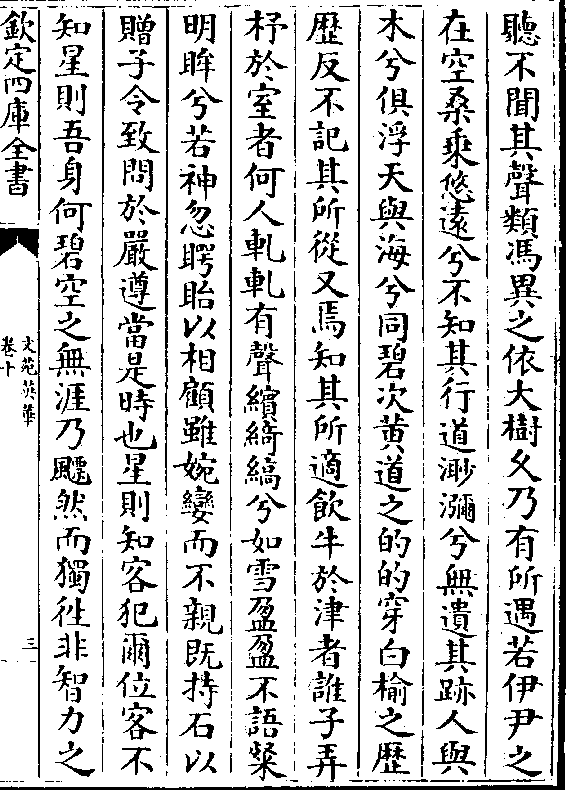 聽不聞其聲類馮異之依大樹久乃有所遇若伊尹之
在空桑乗悠遠兮不知其行道渺瀰兮無遺其跡人與
木兮俱浮天與海兮同碧次黄道之的的穿白榆之歴
歴反不記其所從又焉知其所適飲牛於津者誰子弄
杼於室者何人軋軋有聲繽綺縞兮如雪盈盈不語粲
明眸兮若神忽睜眙以相顧雖婉孌而不親既持石以
贈子令致問於嚴遵當是時也星則知客犯爾位客不
知星則吾身何碧空之無涯乃飄然而獨往非智力之
欽定四庫全書
文苑英華
卷十
三